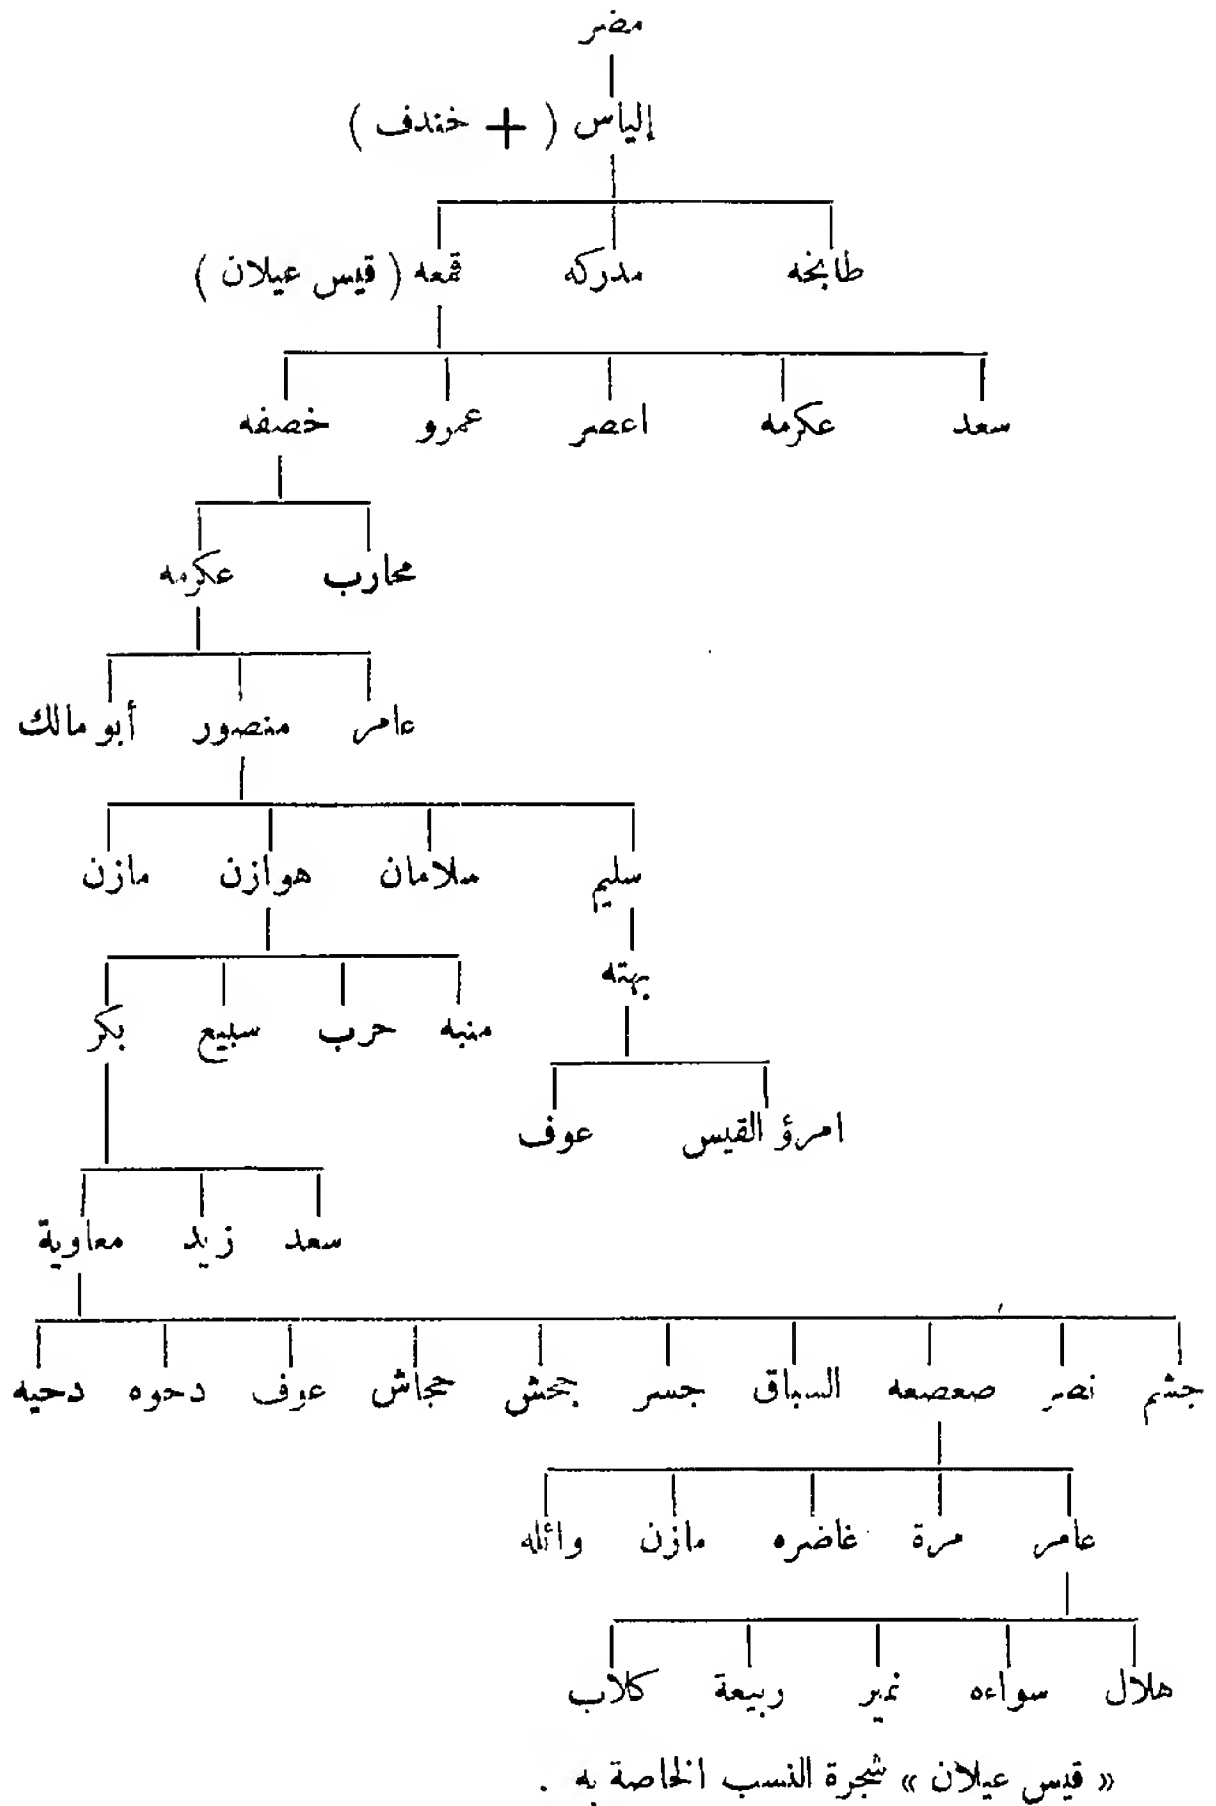 مضر
إلياس ( + خندف )
طابخه مدركه قمعه ( قيس عيلان )
سعد عكرمه اعصر عمرو خصفه
محارب عكرمه
عامر منصور أبو مالك
سليم ملامان هوازن مازن
بهته
منبه حرب سبيع بكر
امرؤ القيس عوف
سعد زيد معاوية
جشم نصر صعصعه السباق جسر جحش حجاش عوف دحوه دحيه
عامر مرة غاضره مازن وائله
هلال سواءه نمير ربيعة كلاب
« قيس عيلان » شجرة النسب الخاصة به .